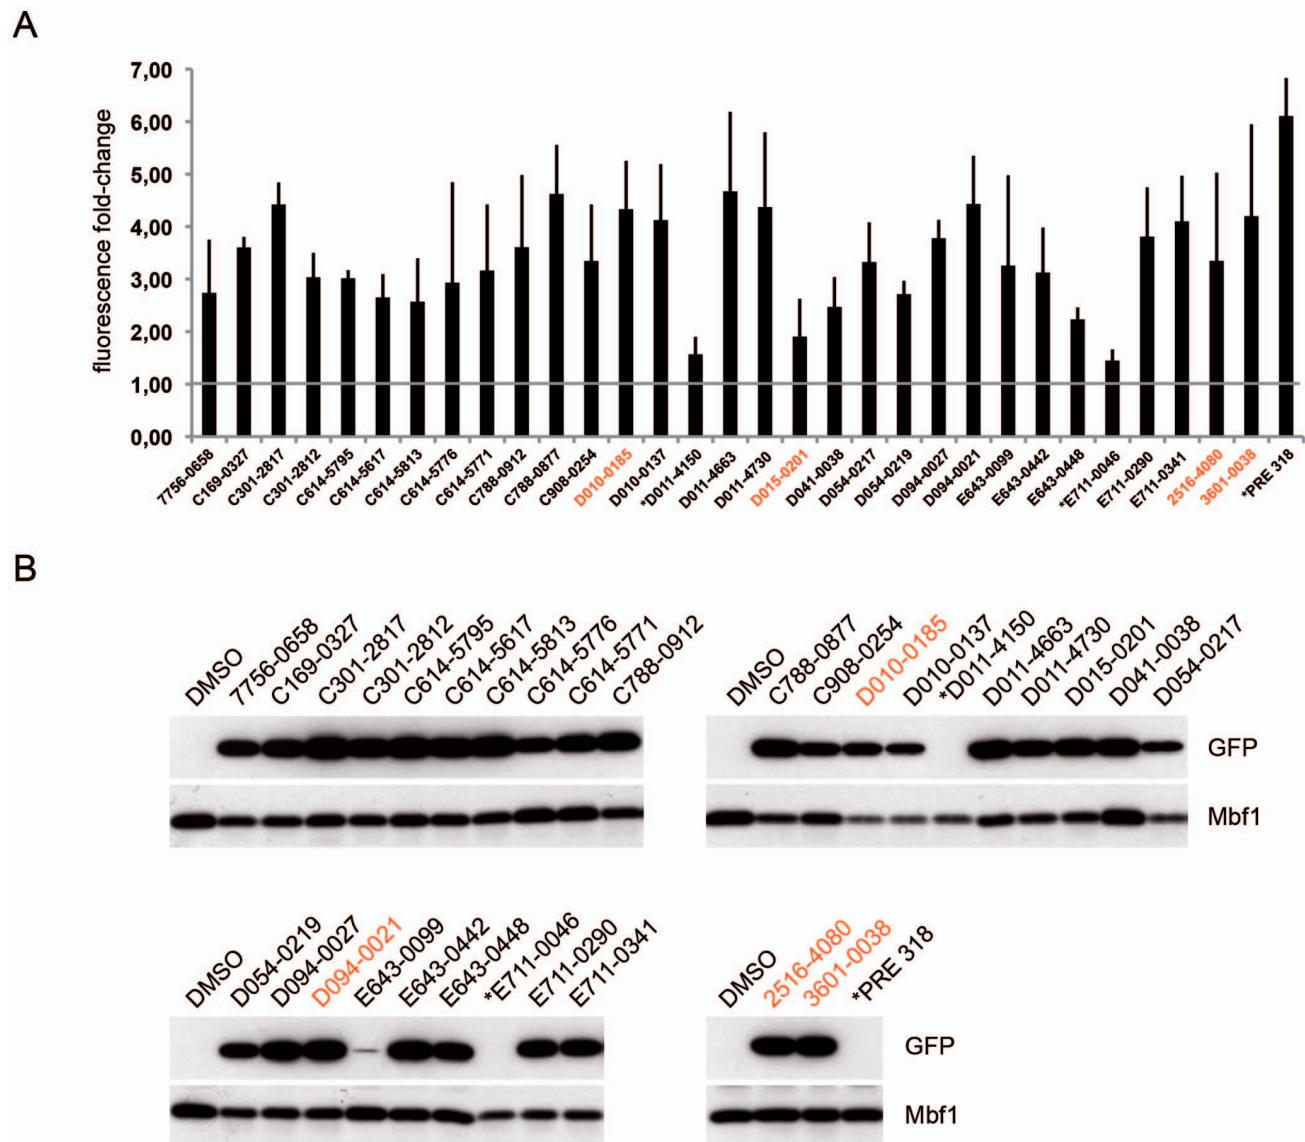 A
fluorescence fold-change
7,00
6,00
5,00
4,00
3,00
2,00
1,00
0,00
7756-0658
C169-0327
C301-2817
C301-2812
C614-5795
C614-5617
C614-5813
C614-5776
C614-5771
C788-0912
C788-0877
C908-0254
D010-0185
D010-0137
*D011-4150
D011-4663
D011-4730
D015-0201
D041-0038
D054-0217
D054-0219
D094-0027
D094-0021
E643-0099
E643-0442
E643-0448
*E711-0046
E711-0290
E711-0341
2516-4080
3601-0038
*PRE 318
B
DMSO
7756-0658
C169-0327
C301-2817
C301-2812
C614-5795
C614-5617
C614-5813
C614-5776
C614-5771
C788-0912
DMSO
C788-0877
C908-0254
D010-0185
D010-0137
*D011-4150
D011-4663
D011-4730
D015-0201
D041-0038
D054-0217
GFP
Mbf1
DMSO
D054-0219
D094-0027
D094-0021
E643-0099
E643-0442
E643-0448
*E711-0046
E711-0290
E711-0341
DMSO
2516-4080
3601-0038
*PRE 318
GFP
Mbf1